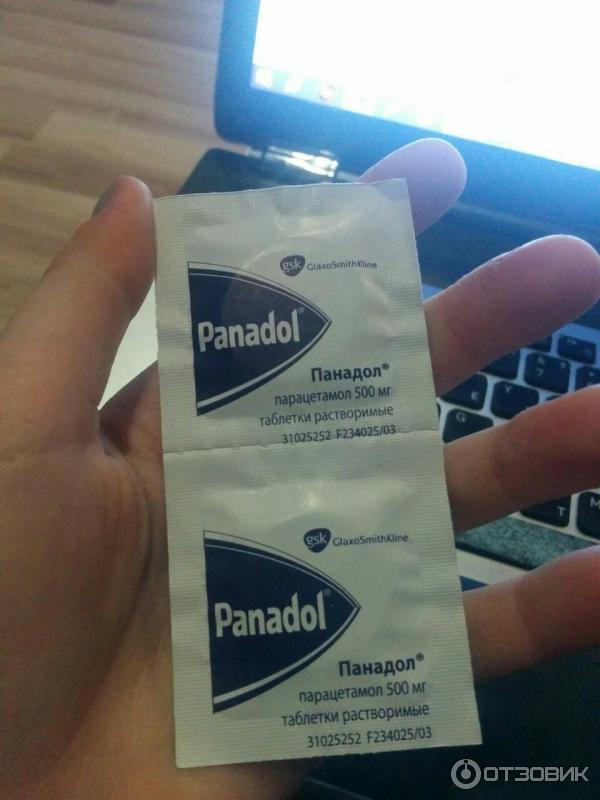 gsk GlaxoSmithKline
Panadol®
Панадол®
парацетамол 500 мг
таблетки растворимые
31025252 F234025/03
gsk GlaxoSmithKline
Panadol®
Панадол®
парацетамол 500 мг
таблетки растворимые
31025252 F234025/03
ОТЗОВИК